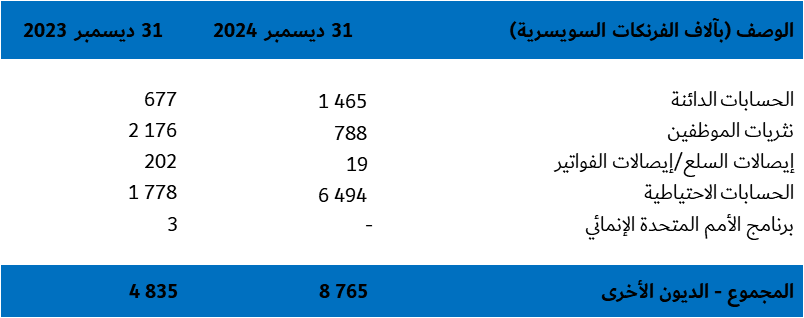 الوصف (بآلاف الفرنكات السويسرية) 31 ديسمبر 2024 31 ديسمبر 2023
الحسابات الدائنة 1 465 677
نثريات الموظفين 788 2 176
إيصالات السلع/إيصالات الفواتير 19 202
الحسابات الاحتياطية 6 494 1 778
برنامج الأمم المتحدة الإنمائي - 3
المجموع - الديون الأخرى 8 765 4 835